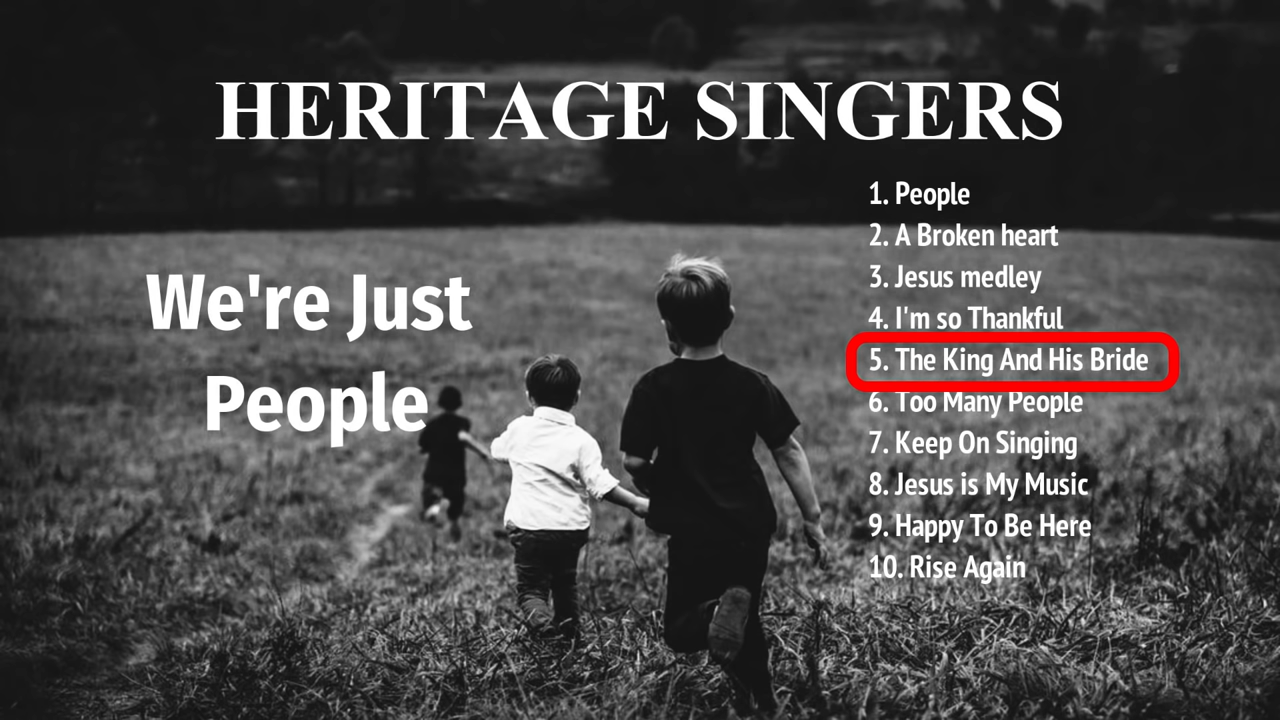 HERITAGE SINGERS
We're Just
People
1. People
2. A Broken heart
3. Jesus medley
4. I'm so Thankful
5. The King And His Bride
6. Too Many People
7. Keep On Singing
8. Jesus is My Music
9. Happy To Be Here
10. Rise Again